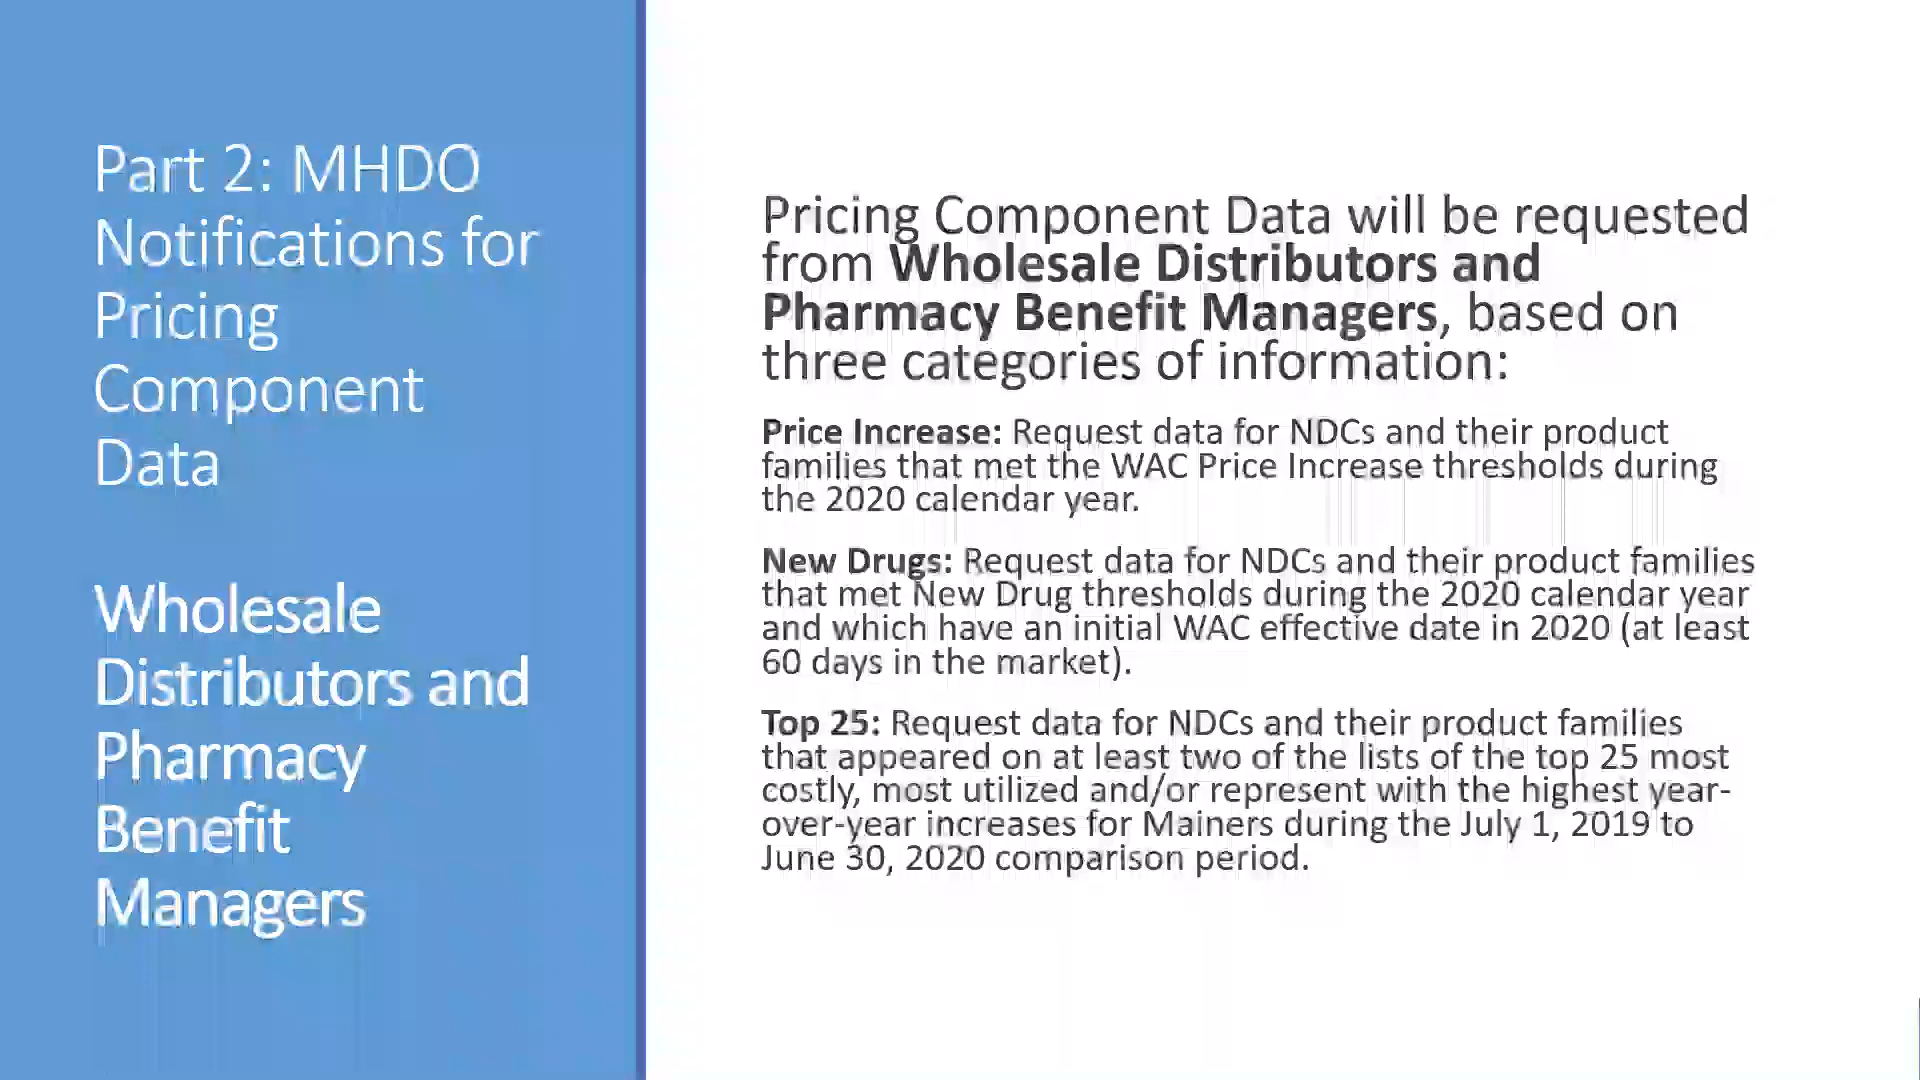 Part 2: MHDO
Notifications for
Pricing
Component
Data
Wholesale
Distributors and
Pharmacy
Benefit
Managers
Pricing Component Data will be requested
from Wholesale Distributors and
Pharmacy Benefit Managers, based on
three categories of information:
Price Increase: Request data for NDCs and their product
families that met the WAC Price Increase thresholds during
the 2020 calendar year.
New Drugs: Request data for NDCs and their product families
that met New Drug thresholds during the 2020 calendar year
and which have an initial WAC effective date in 2020 (at least
60 days in the market).
Top 25: Request data for NDCs and their product families
that appeared on at least two of the lists of the top 25 most
costly, most utilized and/or represent with the highest year-
over-year increases for Mainers during the July 1, 2019 to
June 30, 2020 comparison period.